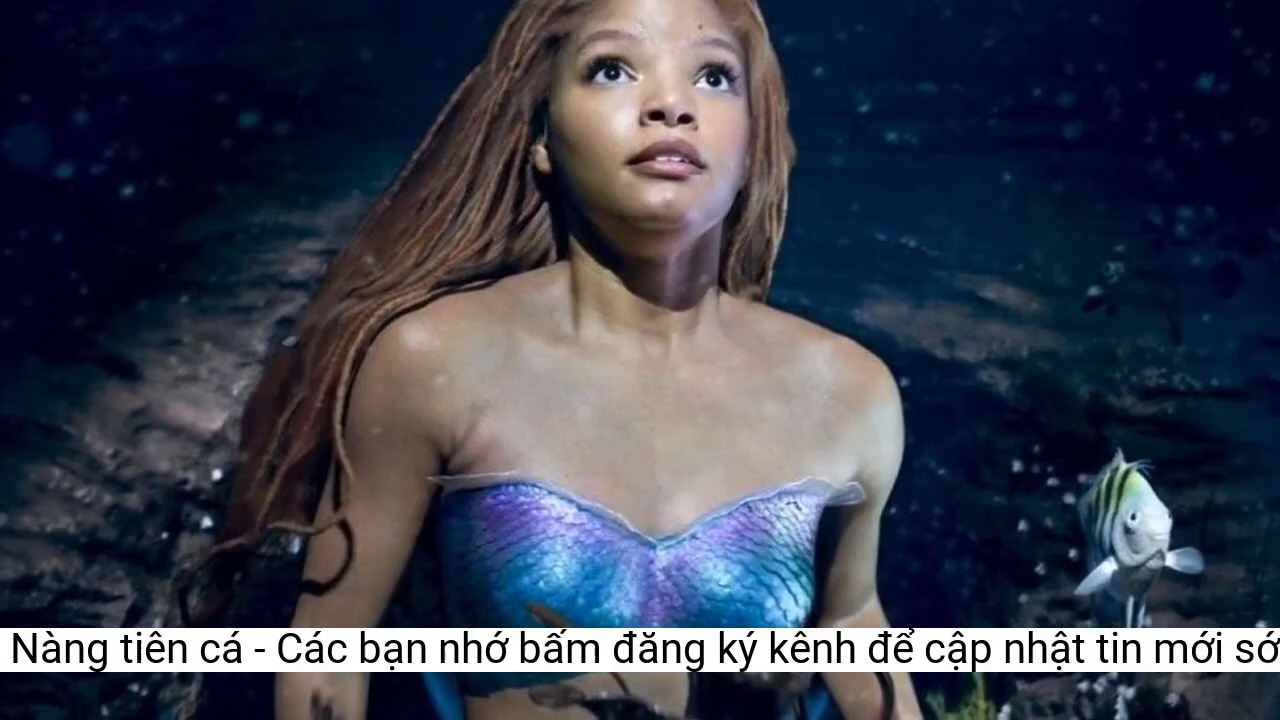 Nàng tiên cá - Các bạn nhớ bấm đăng ký kênh để cập nhật tin mới